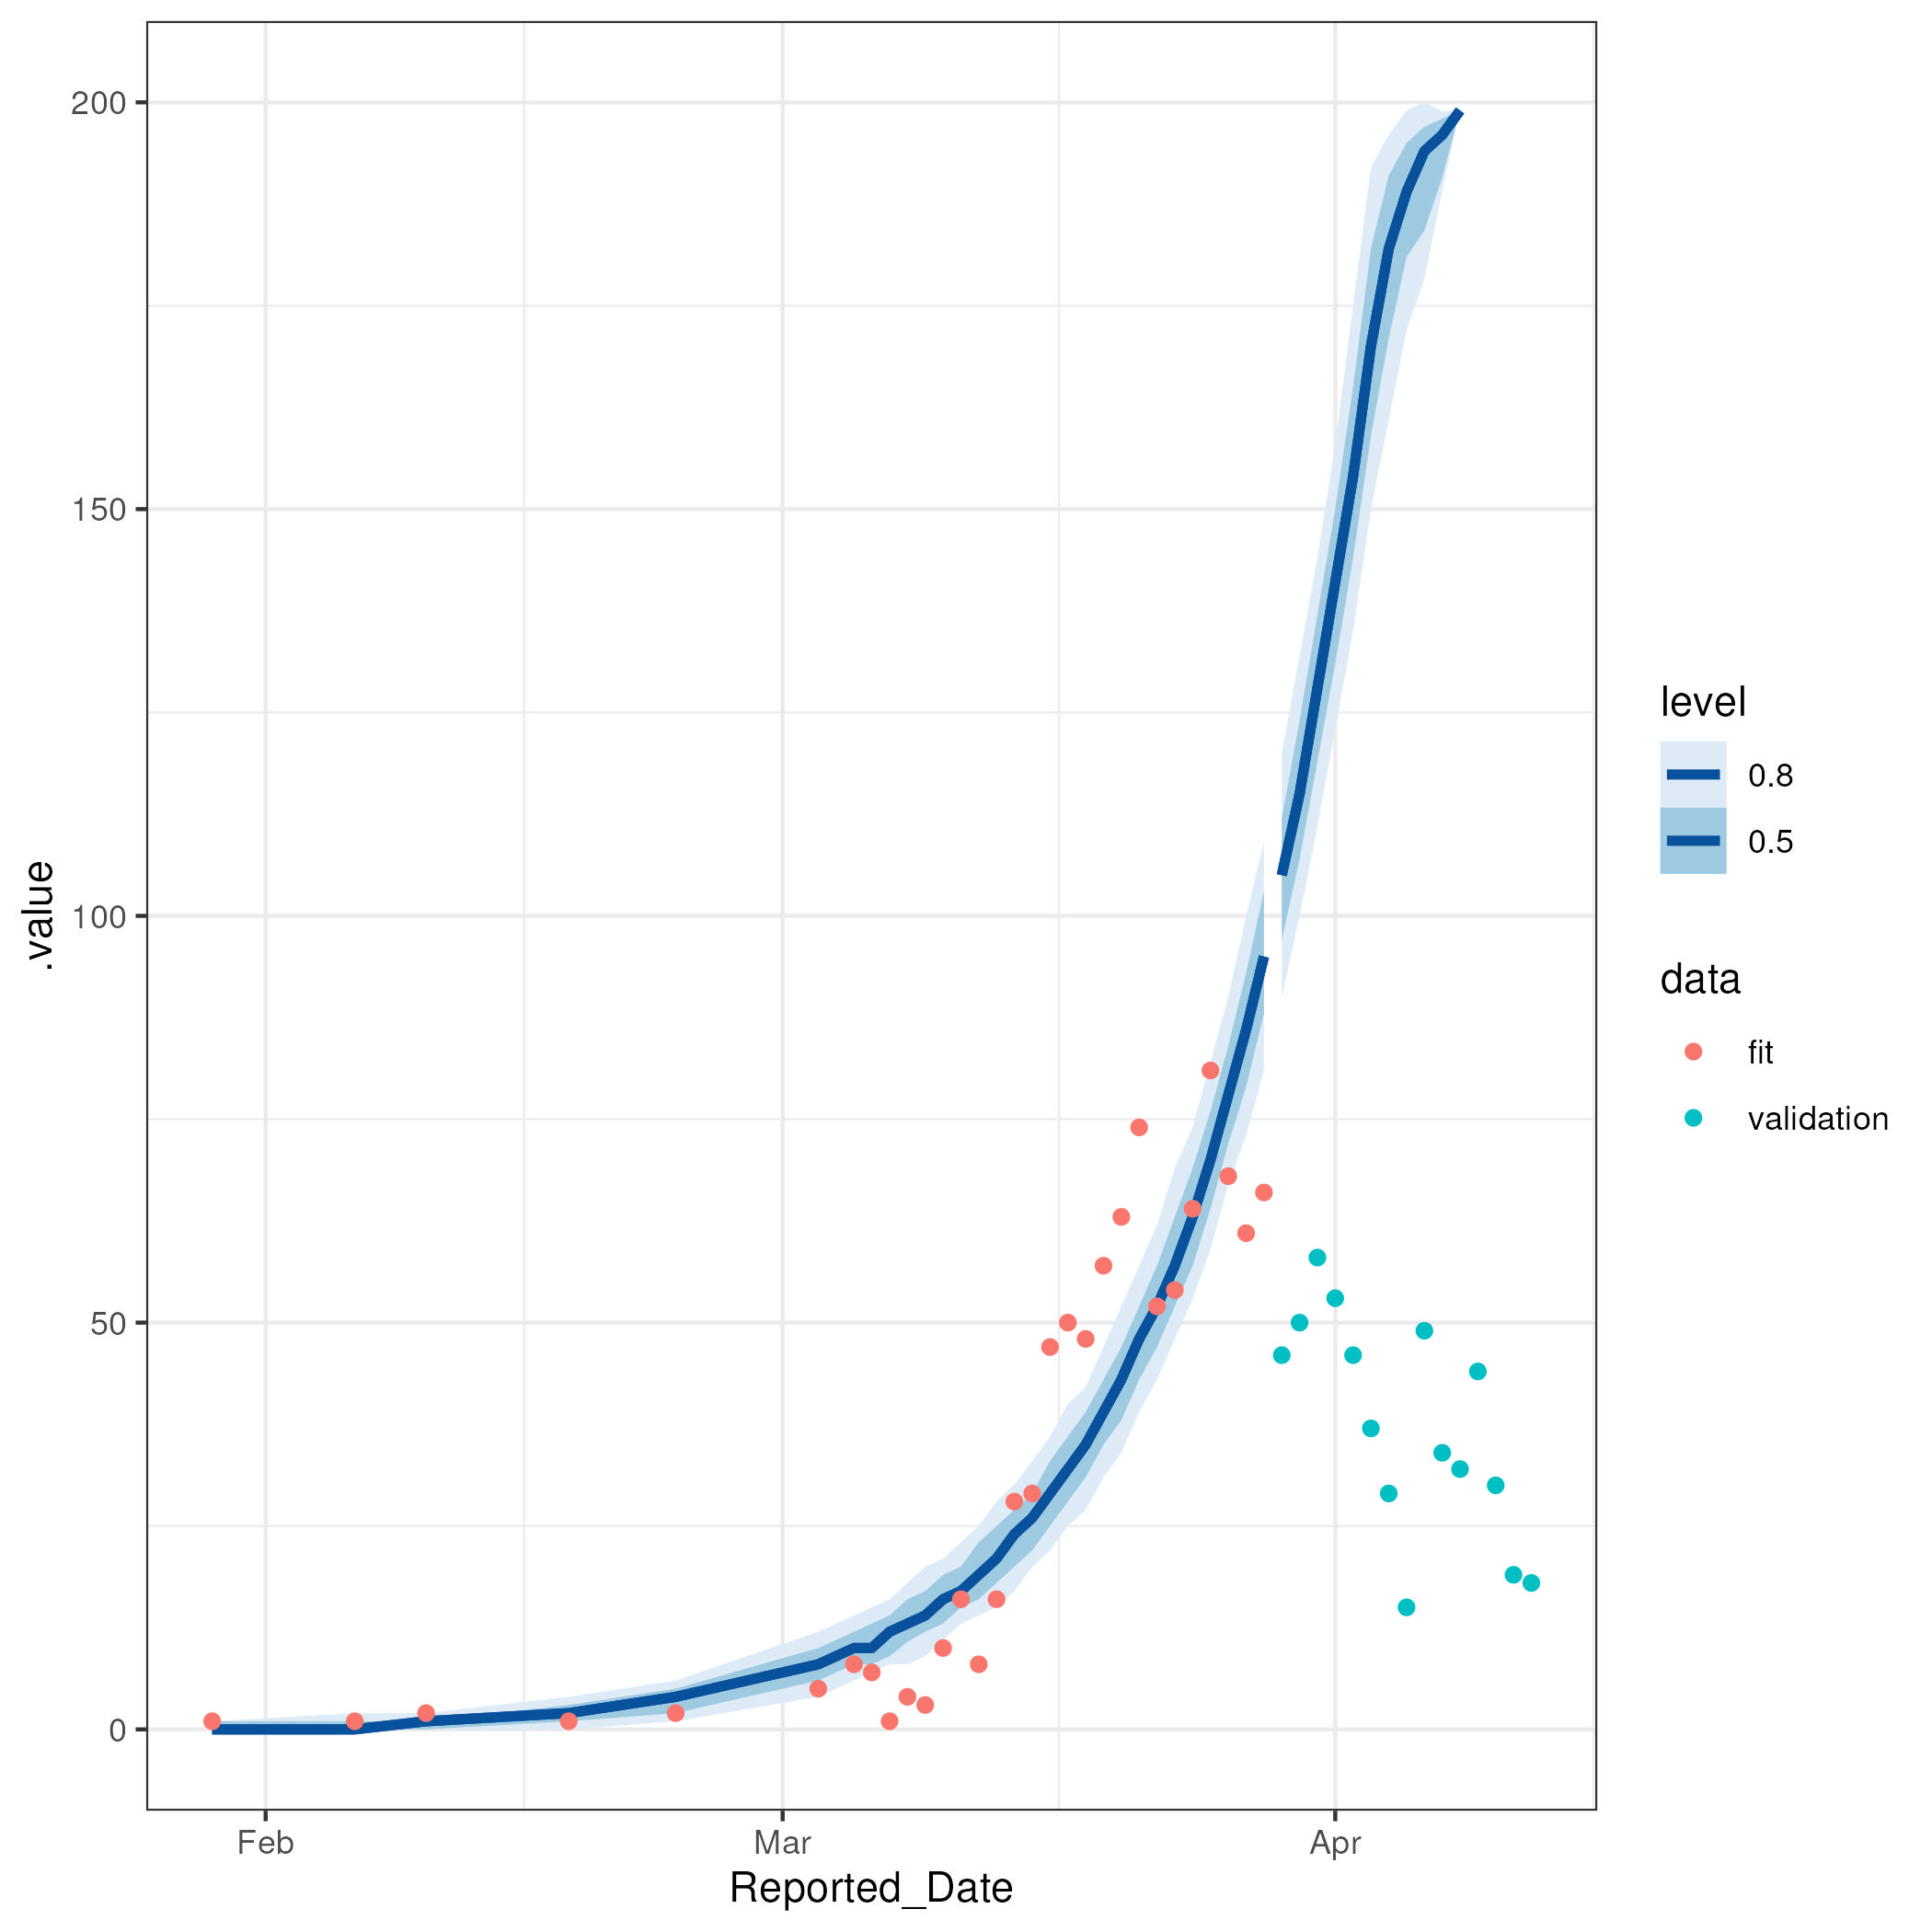 200
150
100
50
0
.value
Feb
Mar
Apr
Reported_Date
level
0.8
0.5
data
fit
validation